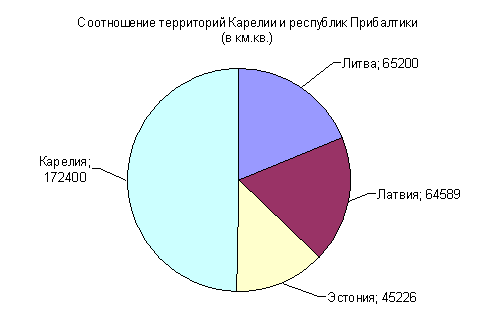 Соотношение территорий Карелии и республик Прибалтики
(в км.кв.)
Литва; 65200
Карелия;
172400
Латвия; 64589
Эстония; 45226